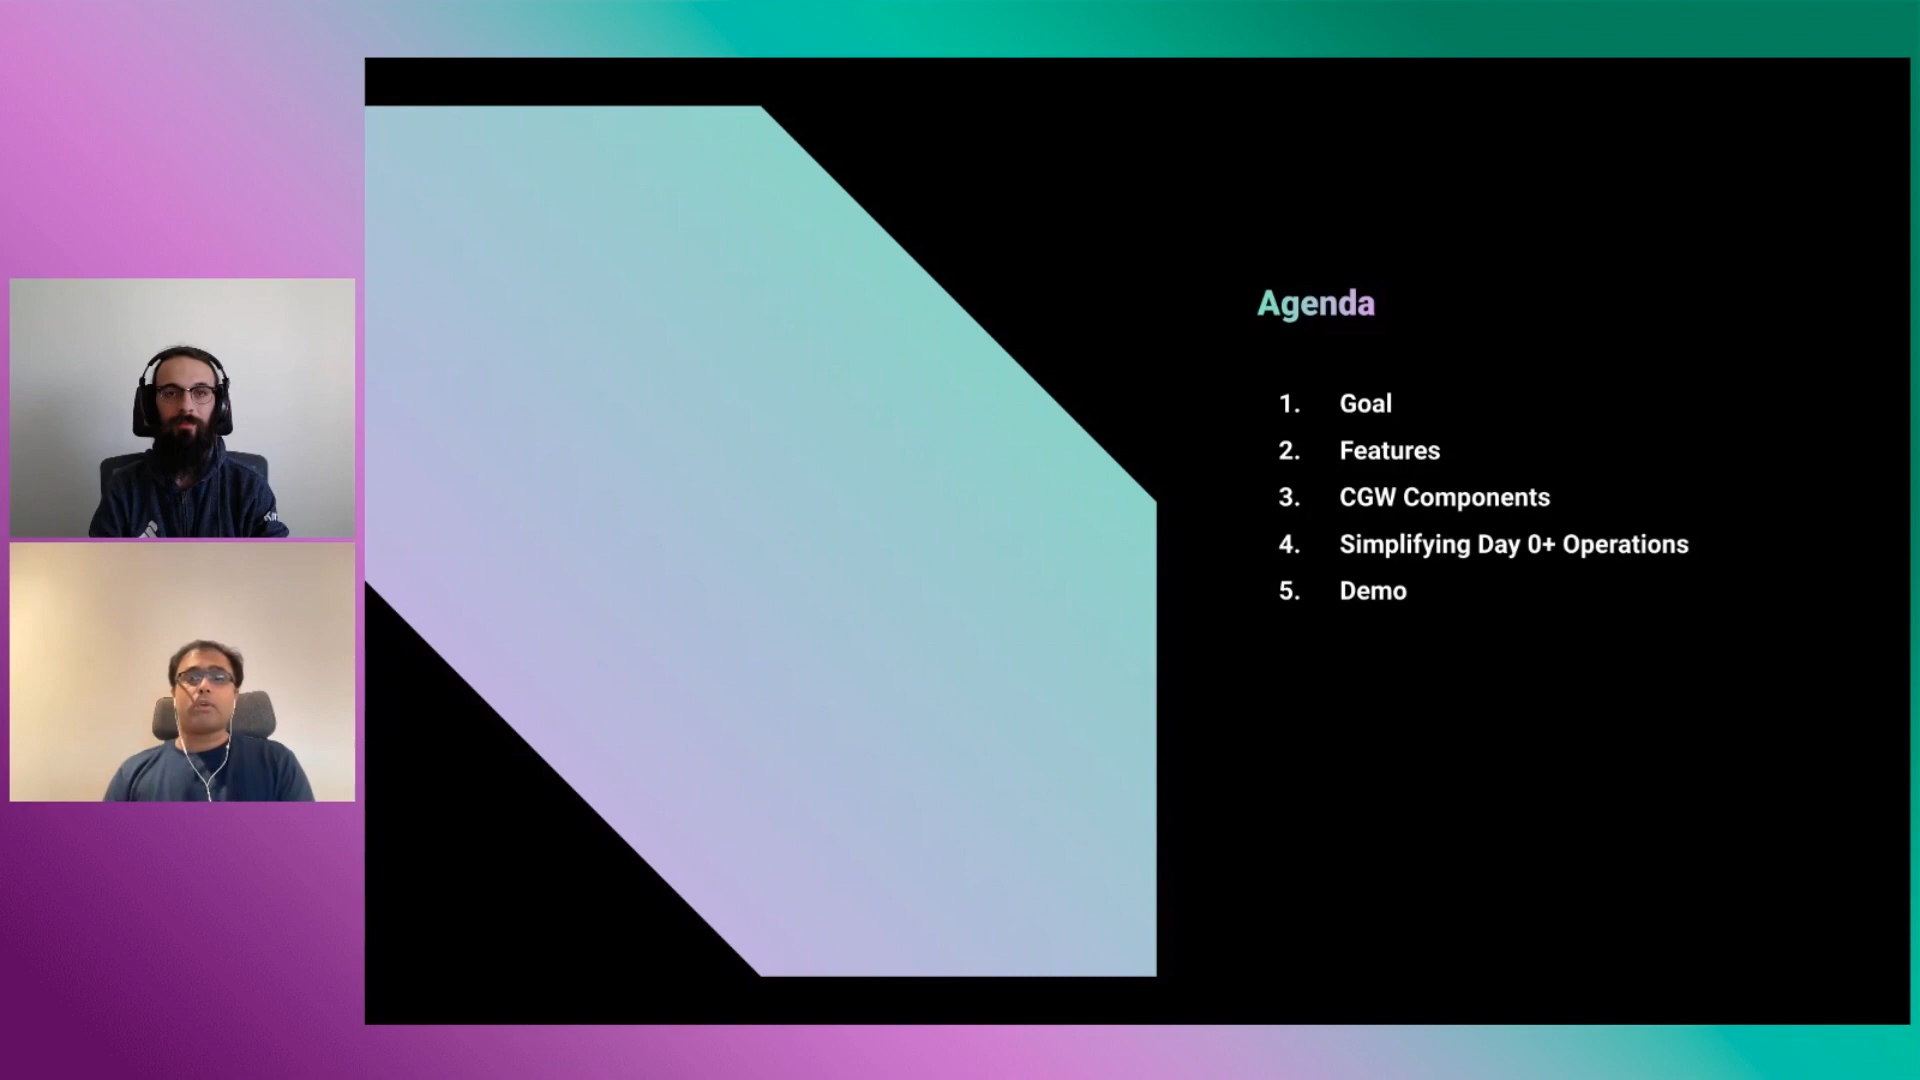 Agenda
1. Goal
2. Features
3. CGW Components
4. Simplifying Day 0+ Operations
5. Demo